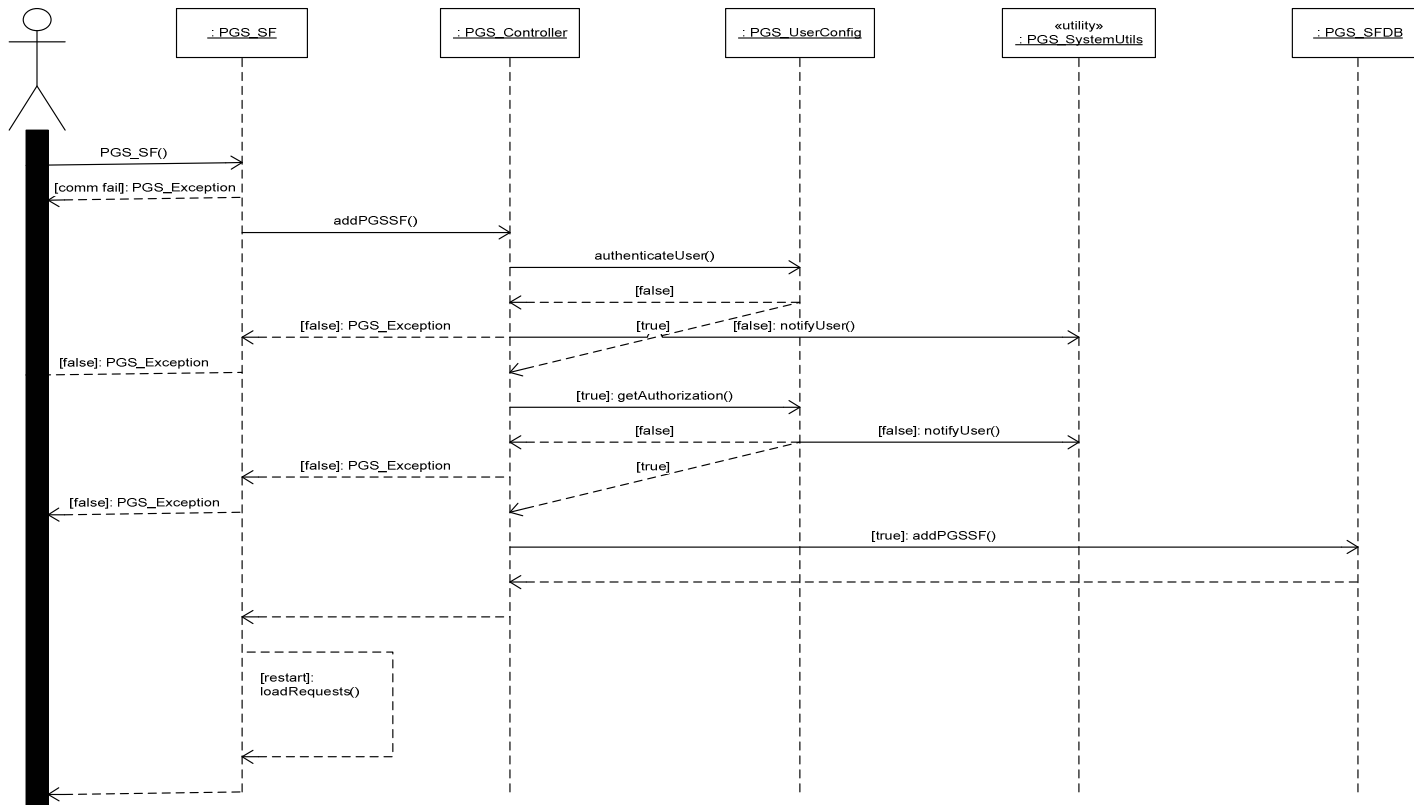 : PGS_SF
: PGS_Controller
: PGS_UserConfig
«utility»
: PGS_SystemUtils
: PGS_SFDB
PGS_SF()
[comm fail]: PGS_Exception
addPGSSF()
authenticateUser()
[false]
[false]: PGS_Exception
[true]
[false]: notifyUser()
[false]: PGS_Exception
[true]: getAuthorization()
[false]
[false]: notifyUser()
[false]: PGS_Exception
[true]
[false]: PGS_Exception
[true]: addPGSSF()
[restart]:
loadRequests()